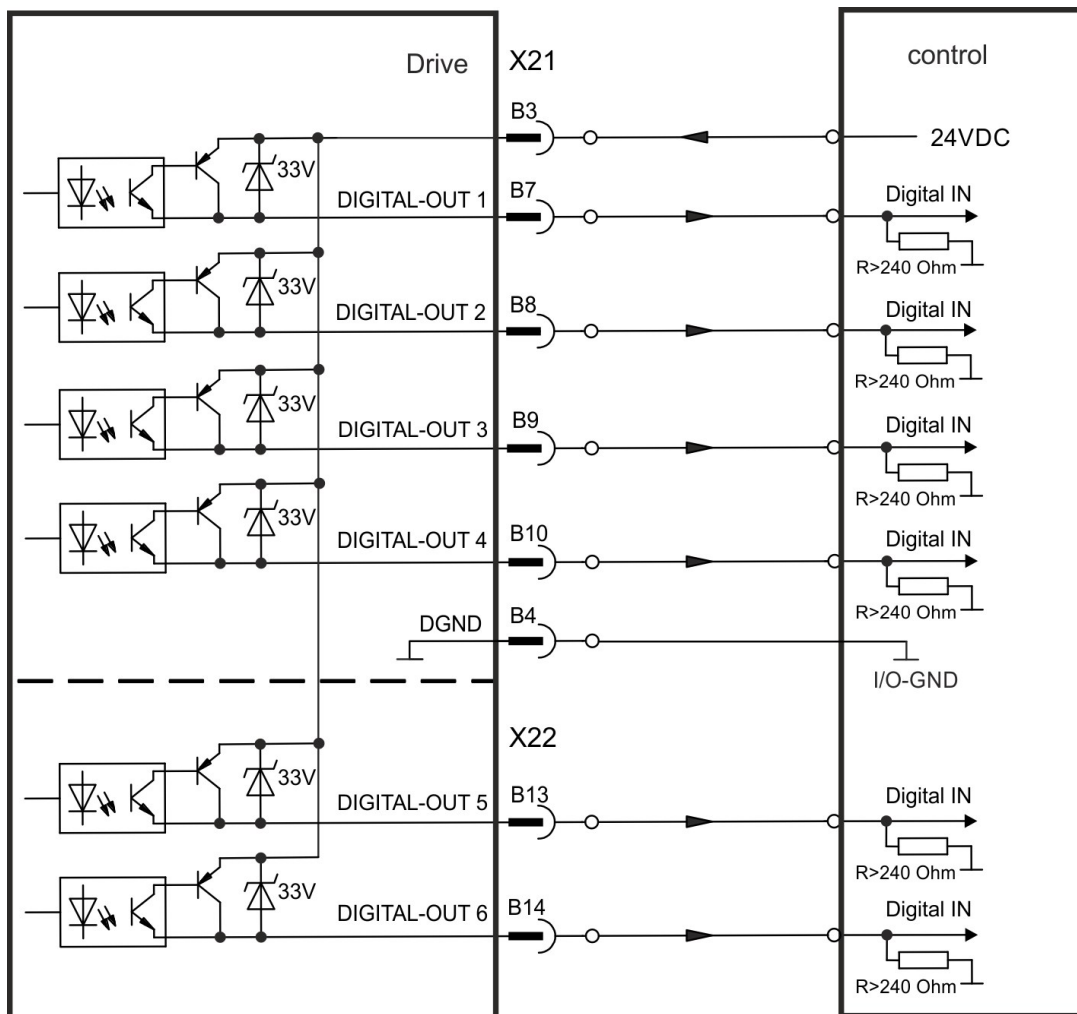 Drive
X21
control
B3
24VDC
33V
DIGITAL-OUT 1
B7
Digital IN
R>240 Ohm
33V
DIGITAL-OUT 2
B8
Digital IN
R>240 Ohm
33V
DIGITAL-OUT 3
B9
Digital IN
R>240 Ohm
33V
DIGITAL-OUT 4
B10
Digital IN
R>240 Ohm
DGND
B4
I/O-GND
X22
33V
DIGITAL-OUT 5
B13
Digital IN
R>240 Ohm
33V
DIGITAL-OUT 6
B14
Digital IN
R>240 Ohm